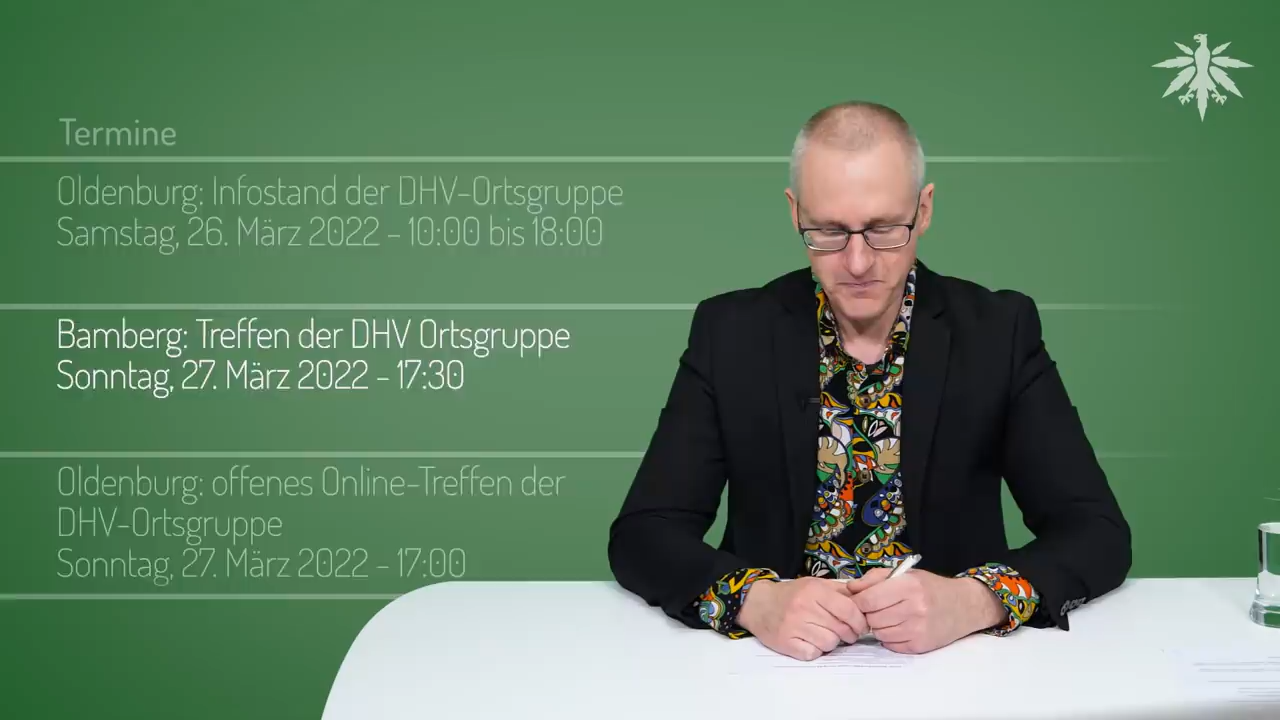 Termine
Oldenburg: Infostand der DHV-Ortsgruppe
Samstag, 26. März 2022 - 10:00 bis 18:00
Bamberg: Treffen der DHV Ortsgruppe
Sonntag, 27. März 2022 - 17:30
Oldenburg: offenes Online-Treffen der
DHV-Ortsgruppe
Sonntag, 27. März 2022 - 17:00